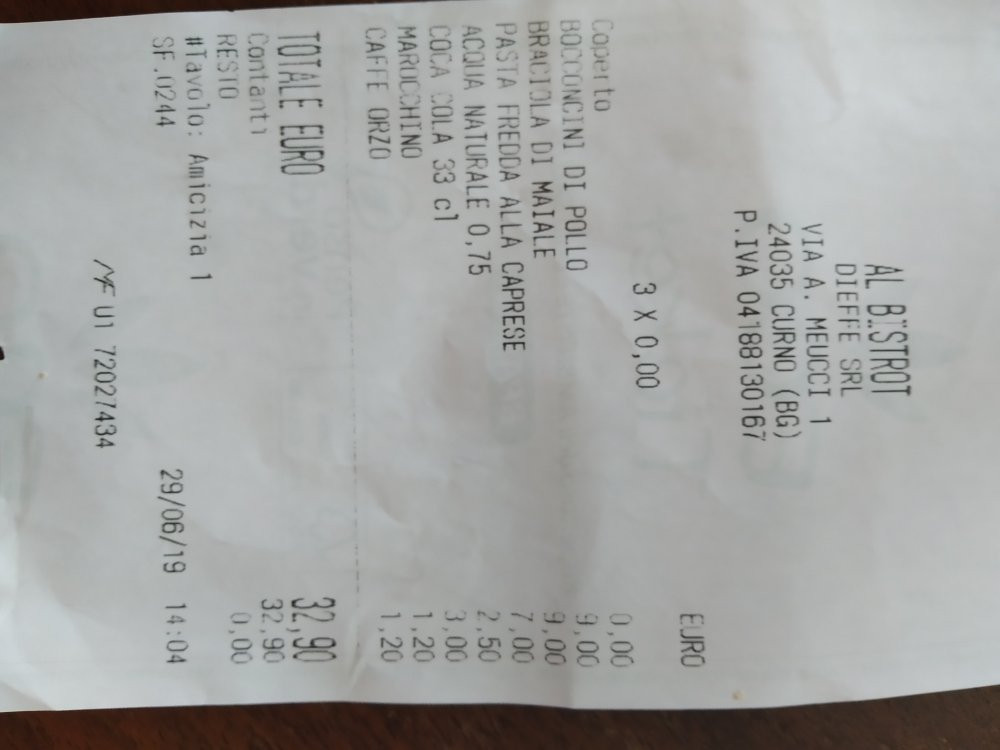 AL BISTROT
DIEFFE SRL
VIA A. MEUCCI 1
24035 CURNO (BG)
P.IVA 04188130167
EURO
3 X 0,00
Coperto 0,00
BOCCONCINI DI POLLO 9,00
BRACIOLA DI MAIALE 9,00
PASTA FREDDA ALLA CAPRESE 7,00
ACQUA NATURALE 0,75 2,50
COCA COLA 33 cl 3,00
MAROCCHINO 1,20
CAFFE ORZO 1,20
TOTALE EURO 32,90
Contanti 32,90
RESTO 0,00
#Tavolo: Amicizia 1
SF.0244 29/06/19 14:04
MF U1 72027434